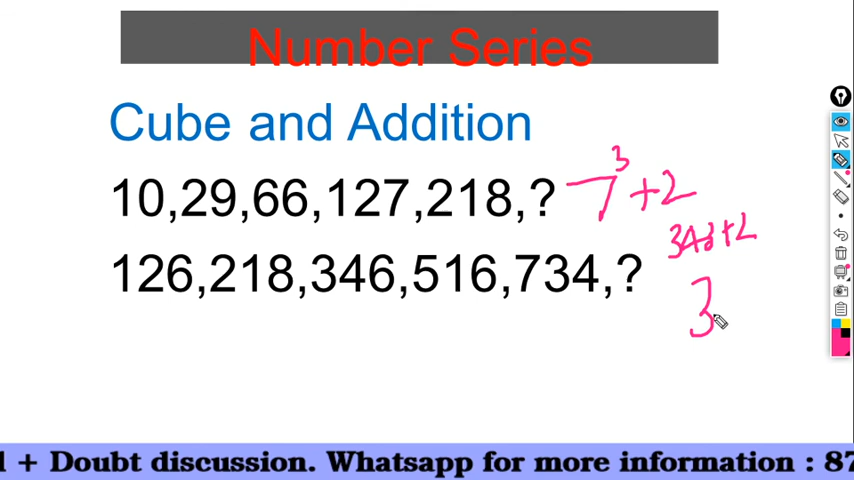 Number Series
Cube and Addition
10,29,66,127,218,? 7³+2
343+2
126,218,346,516,734,?
3
1 + Doubt discussion. Whatsapp for more information : 87